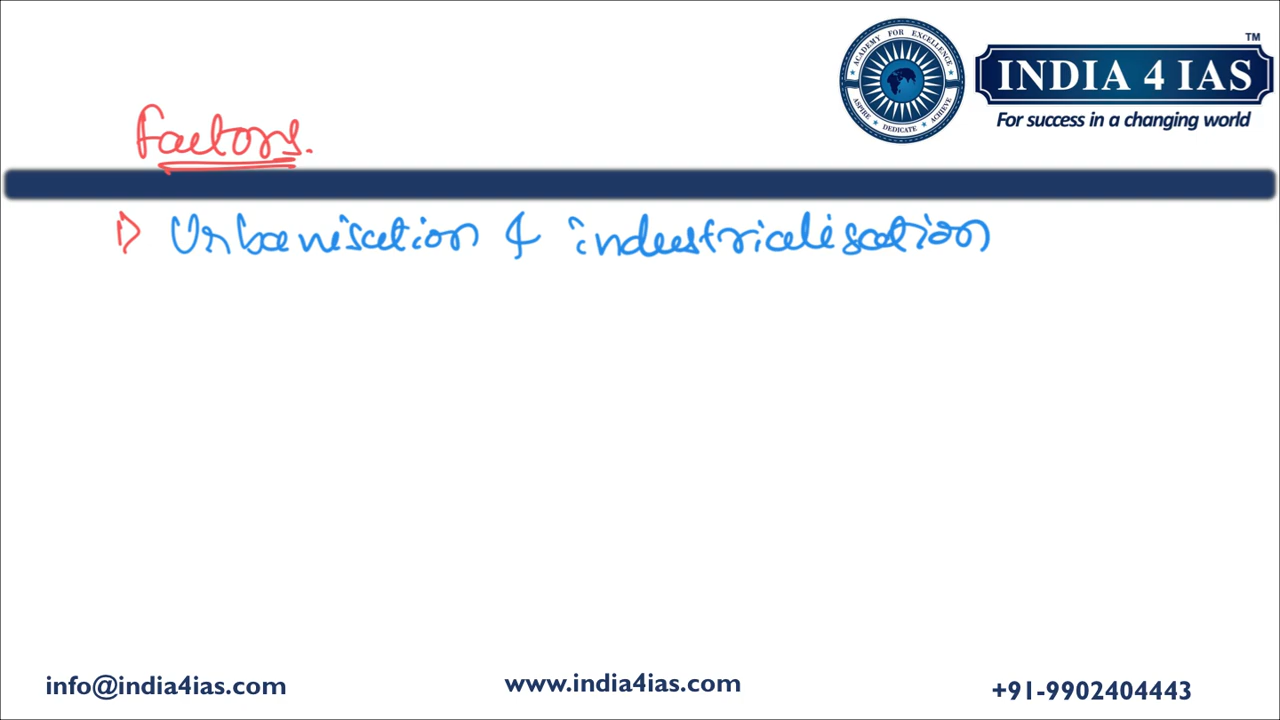 ACADEMY FOR EXCELLENCE
ASPIRE ★ DEDICATE ★ ACHIEVE
INDIA 4 IAS
TM
For success in a changing world
Factors.
1) Urbanisation & industrialisation
info@india4ias.com
www.india4ias.com
+91-9902404443